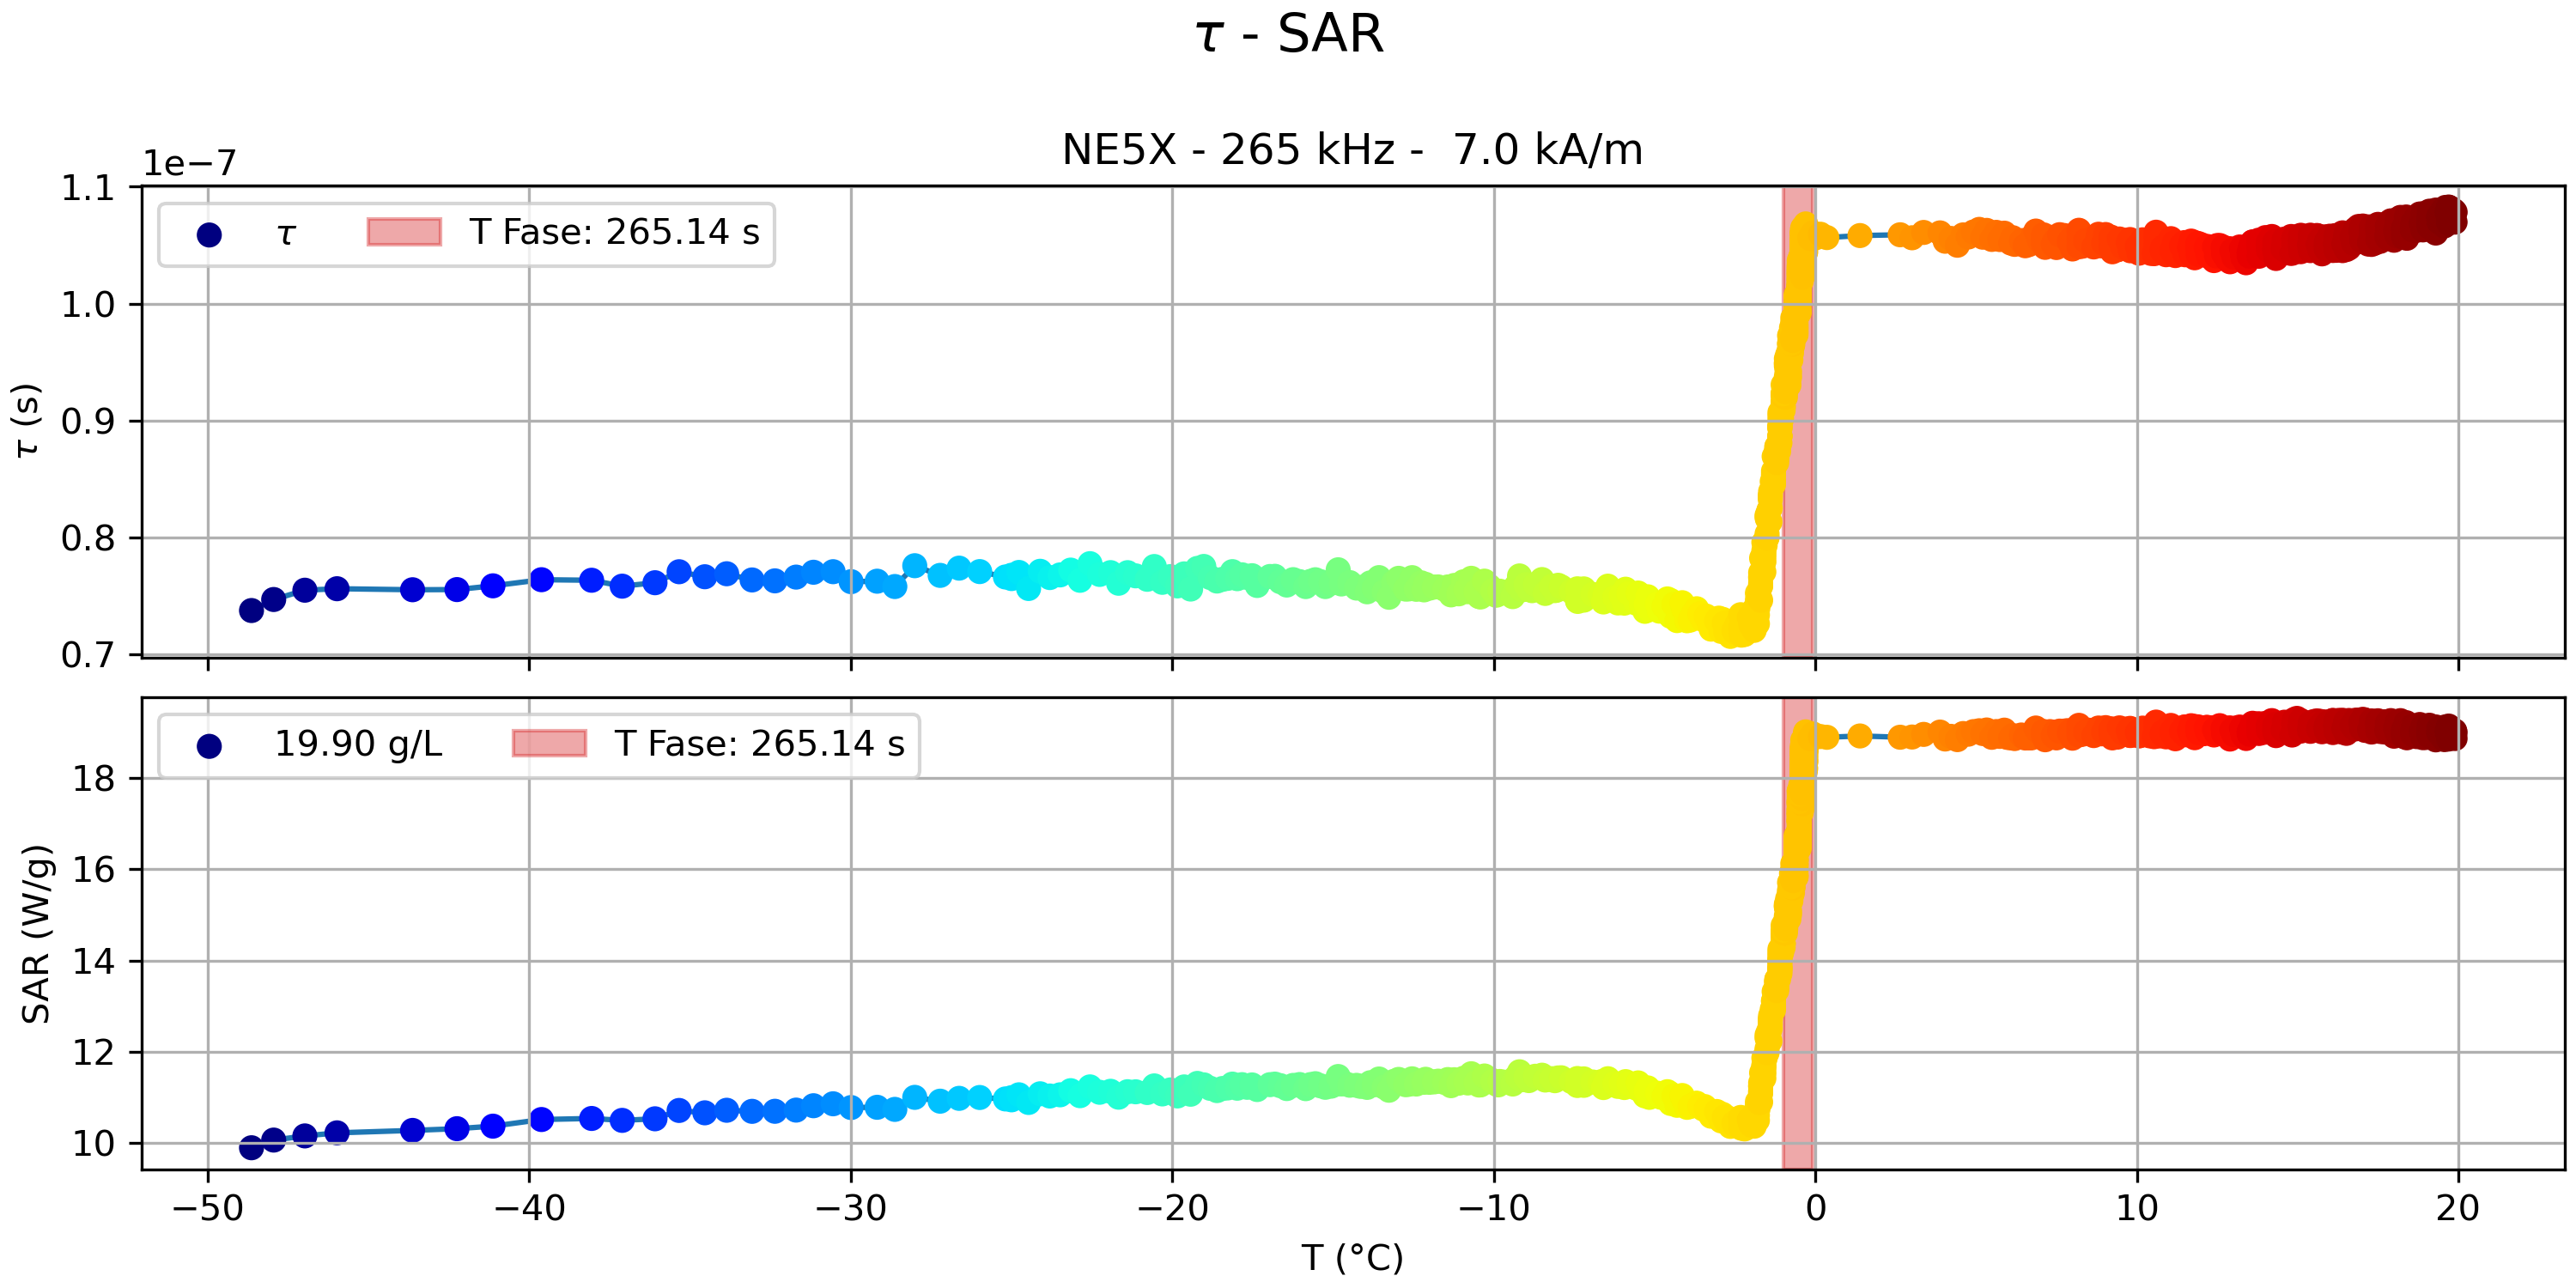 τ - SAR
NE5X - 265 kHz - 7.0 kA/m
1e−7
1.1
1.0
0.9
0.8
0.7
τ (s)
τ T Fase: 265.14 s
19.90 g/L T Fase: 265.14 s
18
16
14
12
10
SAR (W/g)
−50 −40 −30 −20 −10 0 10 20
T (°C)